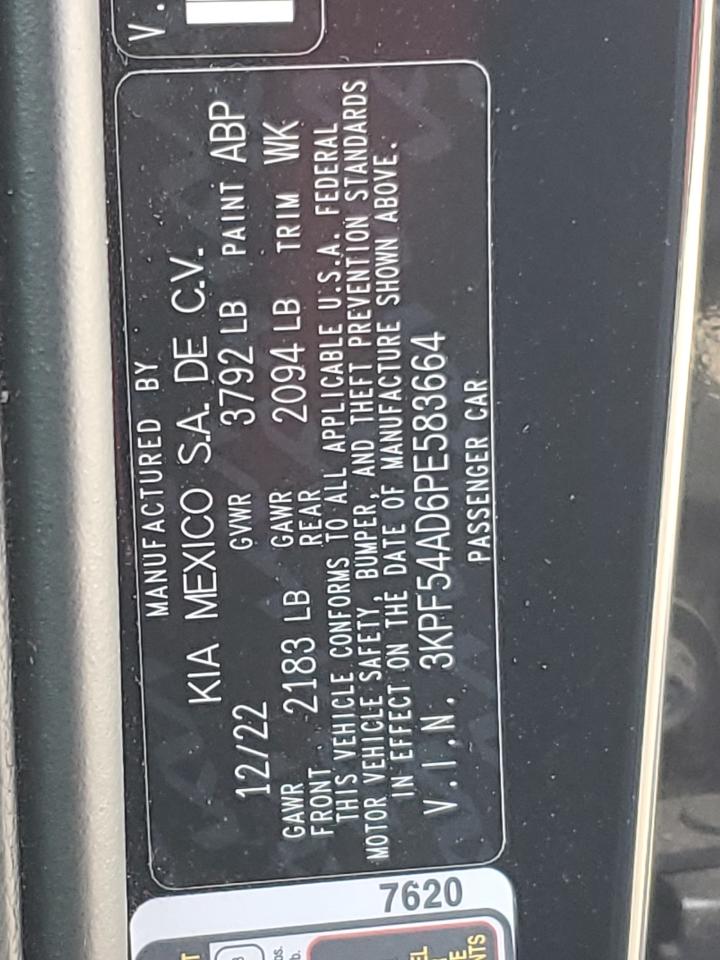 V.
MANUFACTURED BY
KIA MEXICO S.A. DE C.V.
12/22 GVWR 3792 LB PAINT ABP
GAWR FRONT 2183 LB GAWR REAR 2094 LB TRIM WK
THIS VEHICLE CONFORMS TO ALL APPLICABLE U.S.A. FEDERAL
MOTOR VEHICLE SAFETY, BUMPER, AND THEFT PREVENTION STANDARDS
IN EFFECT ON THE DATE OF MANUFACTURE SHOWN ABOVE.
V.I.N. 3KPF54AD6PE583664
PASSENGER CAR
7620